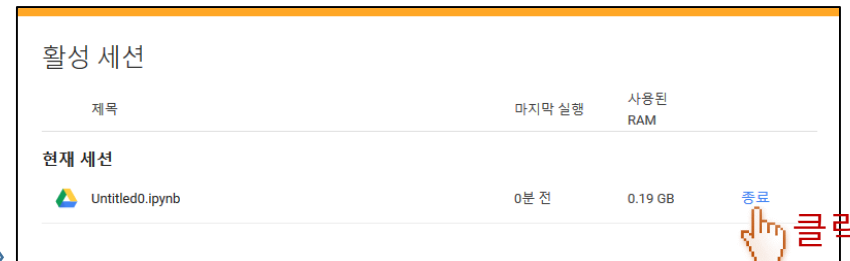 활성 세션
제목 마지막 실행 사용된 RAM
현재 세션
Untitled0.ipynb 0분 전 0.19 GB 종료